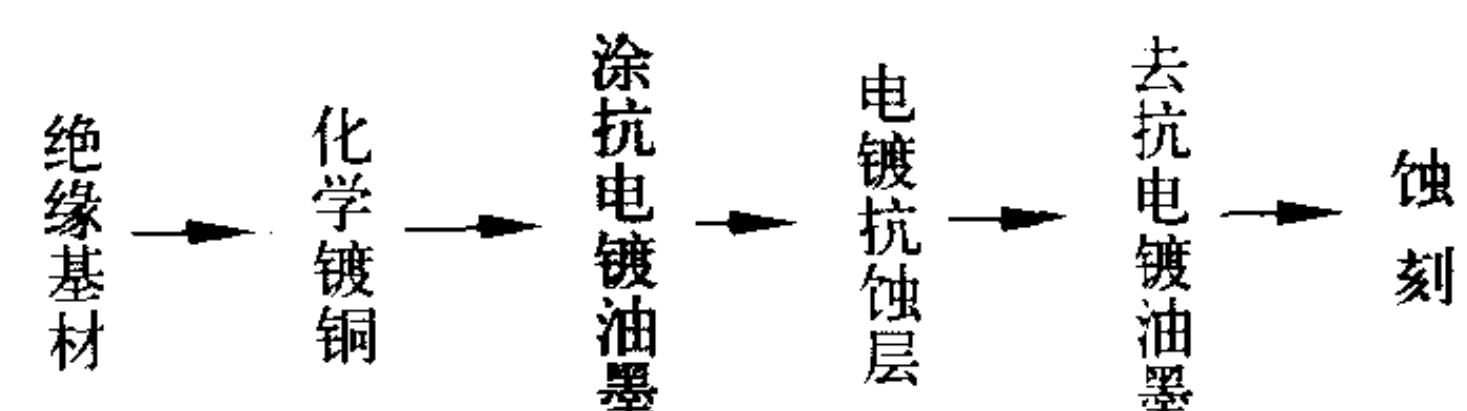 绝缘基材
化学镀铜
涂抗电镀油墨
电镀抗蚀层
去抗电镀油墨
蚀刻